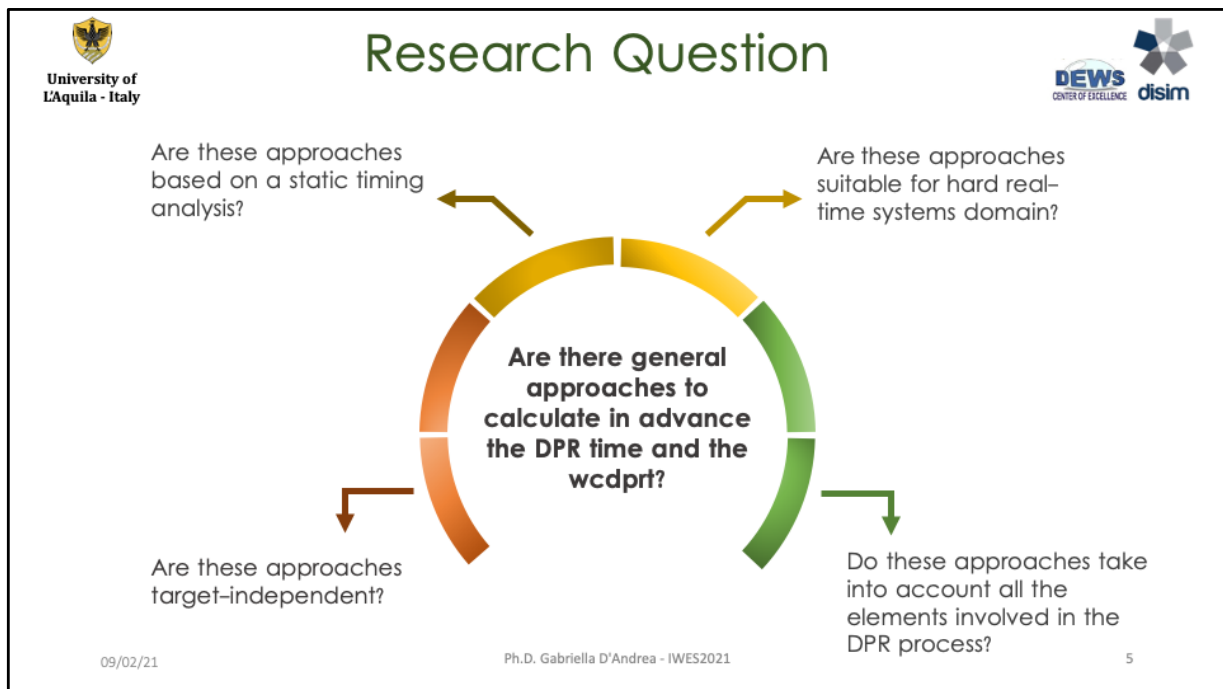 Research Question
University of
L'Aquila - Italy
DEWS
CENTER OF EXCELLENCE
disim
Are these approaches
based on a static timing
analysis?
Are these approaches
suitable for hard real-
time systems domain?
Are there general
approaches to
calculate in advance
the DPR time and the
wcdprt?
Are these approaches
target-independent?
Do these approaches take
into account all the
elements involved in the
DPR process?
09/02/21
Ph.D. Gabriella D'Andrea - IWES2021
5